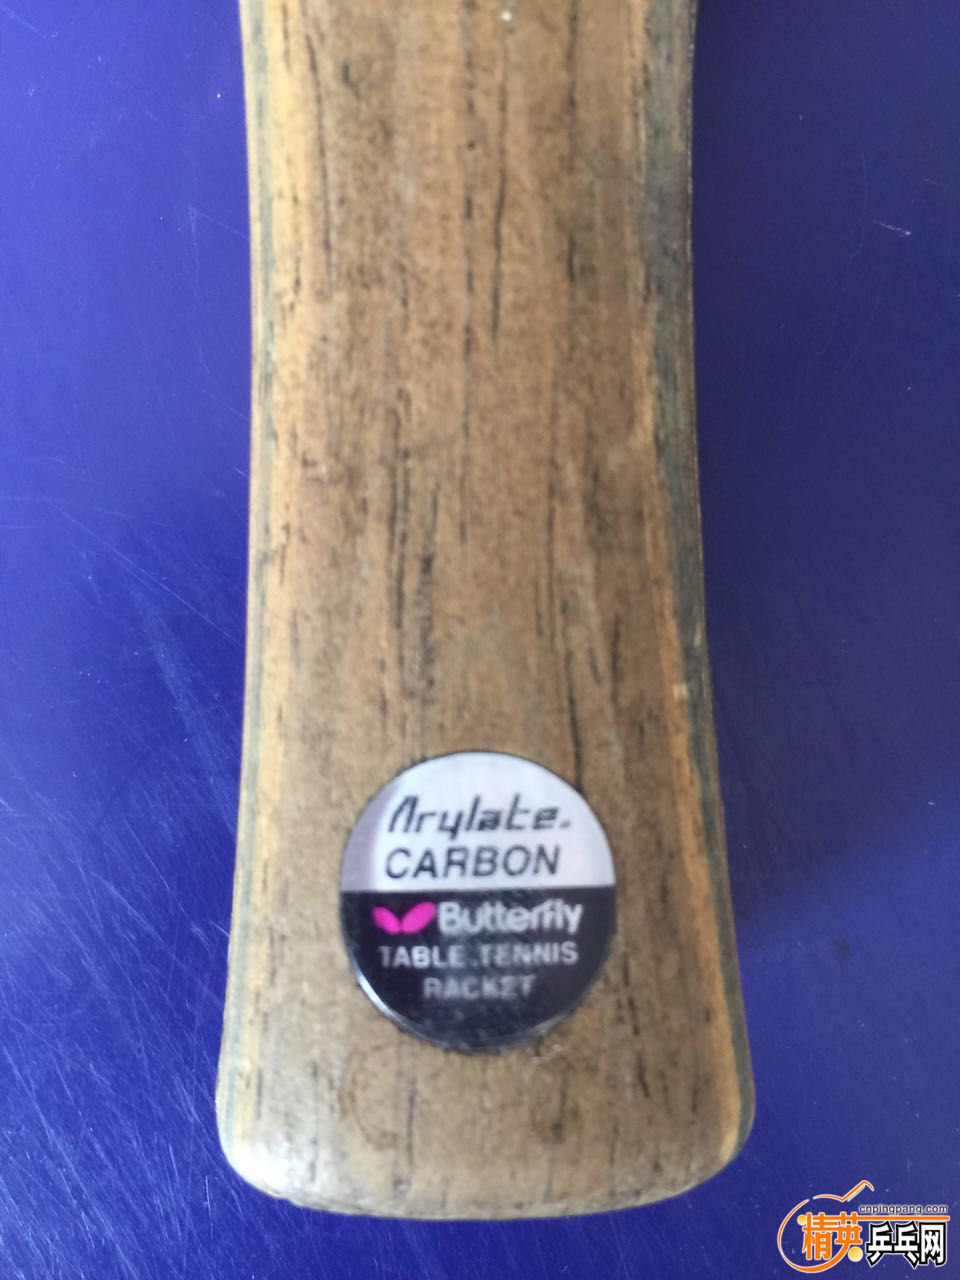 Arylate.
CARBON
Butterfly
TABLE TENNIS
RACKET
cnpingpang.com
精英乒乓网